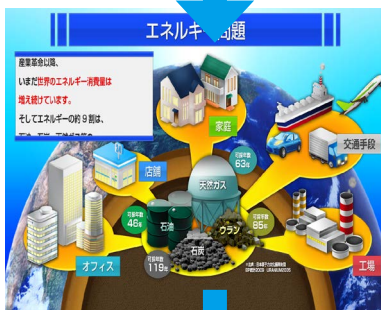 エネルギー問題
産業革命以降、
いまだ世界のエネルギー消費量は
増え続けています。
そしてエネルギーの約9割は、
家庭
交通手段
店舗
天然ガス
可採年数
63年
石油
可採年数
46年
ウラン
可採年数
85年
石炭
可採年数
119年
オフィス
工場